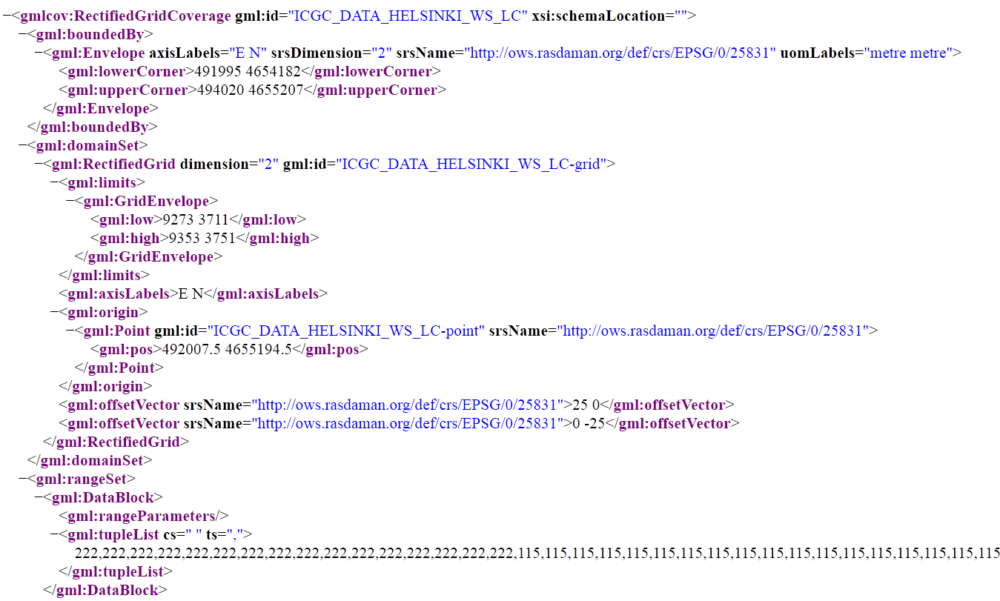 −<gmlcov:RectifiedGridCoverage gml:id="ICGC_DATA_HELSINKI_WS_LC" xsi:schemaLocation="">
−<gml:boundedBy>
−<gml:Envelope axisLabels="E N" srsDimension="2" srsName="http://ows.rasdaman.org/def/crs/EPSG/0/25831" uomLabels="metre metre">
<gml:lowerCorner>491995 4654182</gml:lowerCorner>
<gml:upperCorner>494020 4655207</gml:upperCorner>
</gml:Envelope>
</gml:boundedBy>
−<gml:domainSet>
−<gml:RectifiedGrid dimension="2" gml:id="ICGC_DATA_HELSINKI_WS_LC-grid">
−<gml:limits>
−<gml:GridEnvelope>
<gml:low>9273 3711</gml:low>
<gml:high>9353 3751</gml:high>
</gml:GridEnvelope>
</gml:limits>
<gml:axisLabels>E N</gml:axisLabels>
−<gml:origin>
−<gml:Point gml:id="ICGC_DATA_HELSINKI_WS_LC-point" srsName="http://ows.rasdaman.org/def/crs/EPSG/0/25831">
<gml:pos>492007.5 4655194.5</gml:pos>
</gml:Point>
</gml:origin>
<gml:offsetVector srsName="http://ows.rasdaman.org/def/crs/EPSG/0/25831">25 0</gml:offsetVector>
<gml:offsetVector srsName="http://ows.rasdaman.org/def/crs/EPSG/0/25831">0 -25</gml:offsetVector>
</gml:RectifiedGrid>
</gml:domainSet>
−<gml:rangeSet>
−<gml:DataBlock>
<gml:rangeParameters/>
−<gml:tupleList cs=" " ts=",">
222,222,222,222,222,222,222,222,222,222,222,222,222,222,222,222,115,115,115,115,115,115,115,115,115,115,115,115,115,115,115,115,115,115
</gml:tupleList>
</gml:DataBlock>